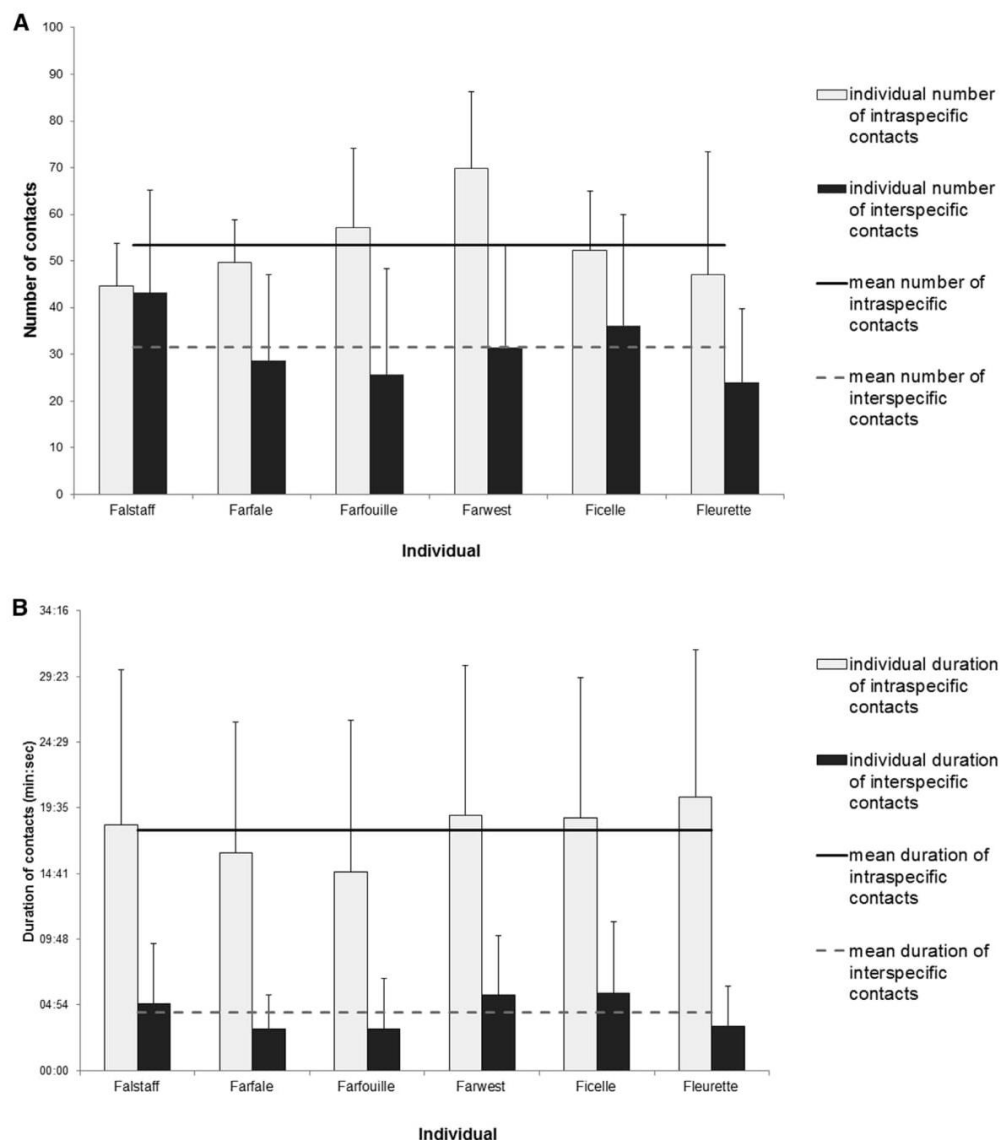 A
100
90
80
70
60
50
40
30
20
10
0
Number of contacts
Falstaff Farfale Farfouille Farwest Ficelle Fleurette
Individual
individual number
of intraspecific
contacts
individual number
of interspecific
contacts
mean number of
intraspecific
contacts
mean number of
interspecific
contacts
B
34:16
29:23
24:29
19:35
14:41
09:48
04:54
00:00
Duration of contacts (min:sec)
Falstaff Farfale Farfouille Farwest Ficelle Fleurette
Individual
individual duration
of intraspecific
contacts
individual duration
of interspecific
contacts
mean duration of
intraspecific
contacts
mean duration of
interspecific
contacts